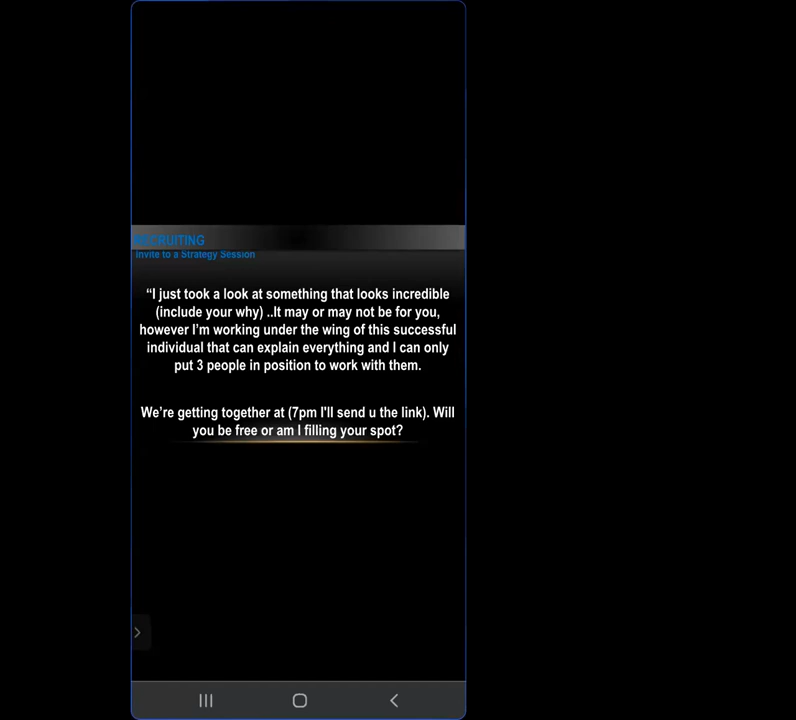 RECRUITING
Invite to a Strategy Session
“I just took a look at something that looks incredible
(include your why) ..It may or may not be for you,
however I’m working under the wing of this successful
individual that can explain everything and I can only
put 3 people in position to work with them.
We’re getting together at (7pm I'll send u the link). Will
you be free or am I filling your spot?